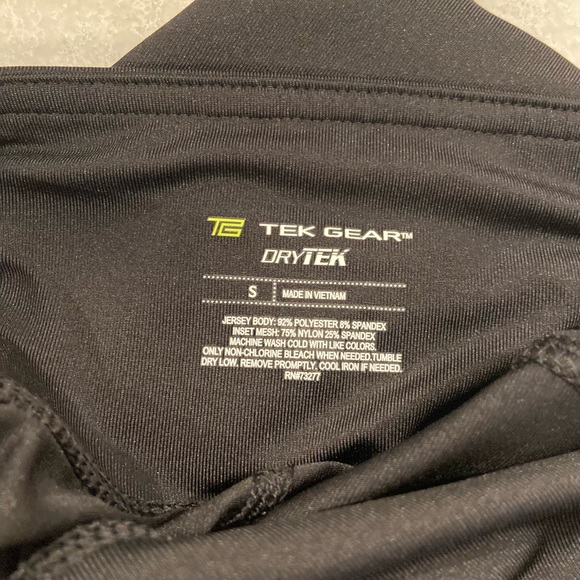 TG TEK GEAR™
DRYTEK
S MADE IN VIETNAM
JERSEY BODY: 92% POLYESTER 8% SPANDEX
INSET MESH: 75% NYLON 25% SPANDEX
MACHINE WASH COLD WITH LIKE COLORS.
ONLY NON-CHLORINE BLEACH WHEN NEEDED.TUMBLE
DRY LOW. REMOVE PROMPTLY. COOL IRON IF NEEDED.
RN#73277